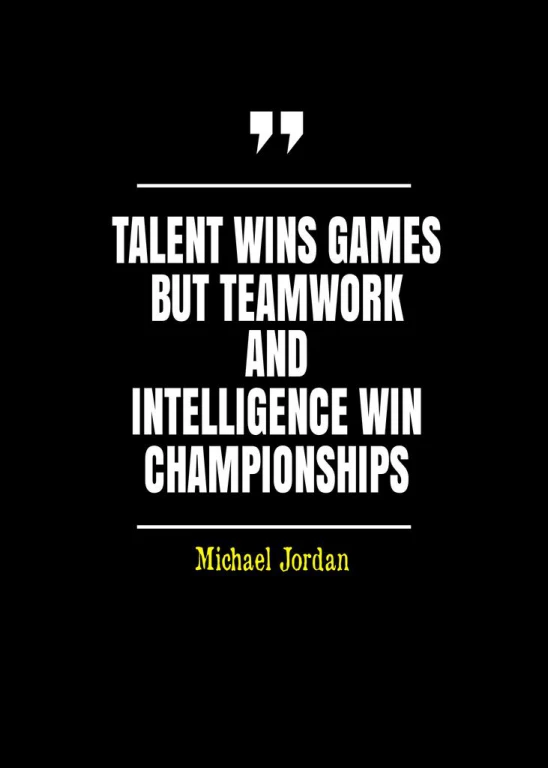 ”
TALENT WINS GAMES
BUT TEAMWORK
AND
INTELLIGENCE WIN
CHAMPIONSHIPS
Michael Jordan